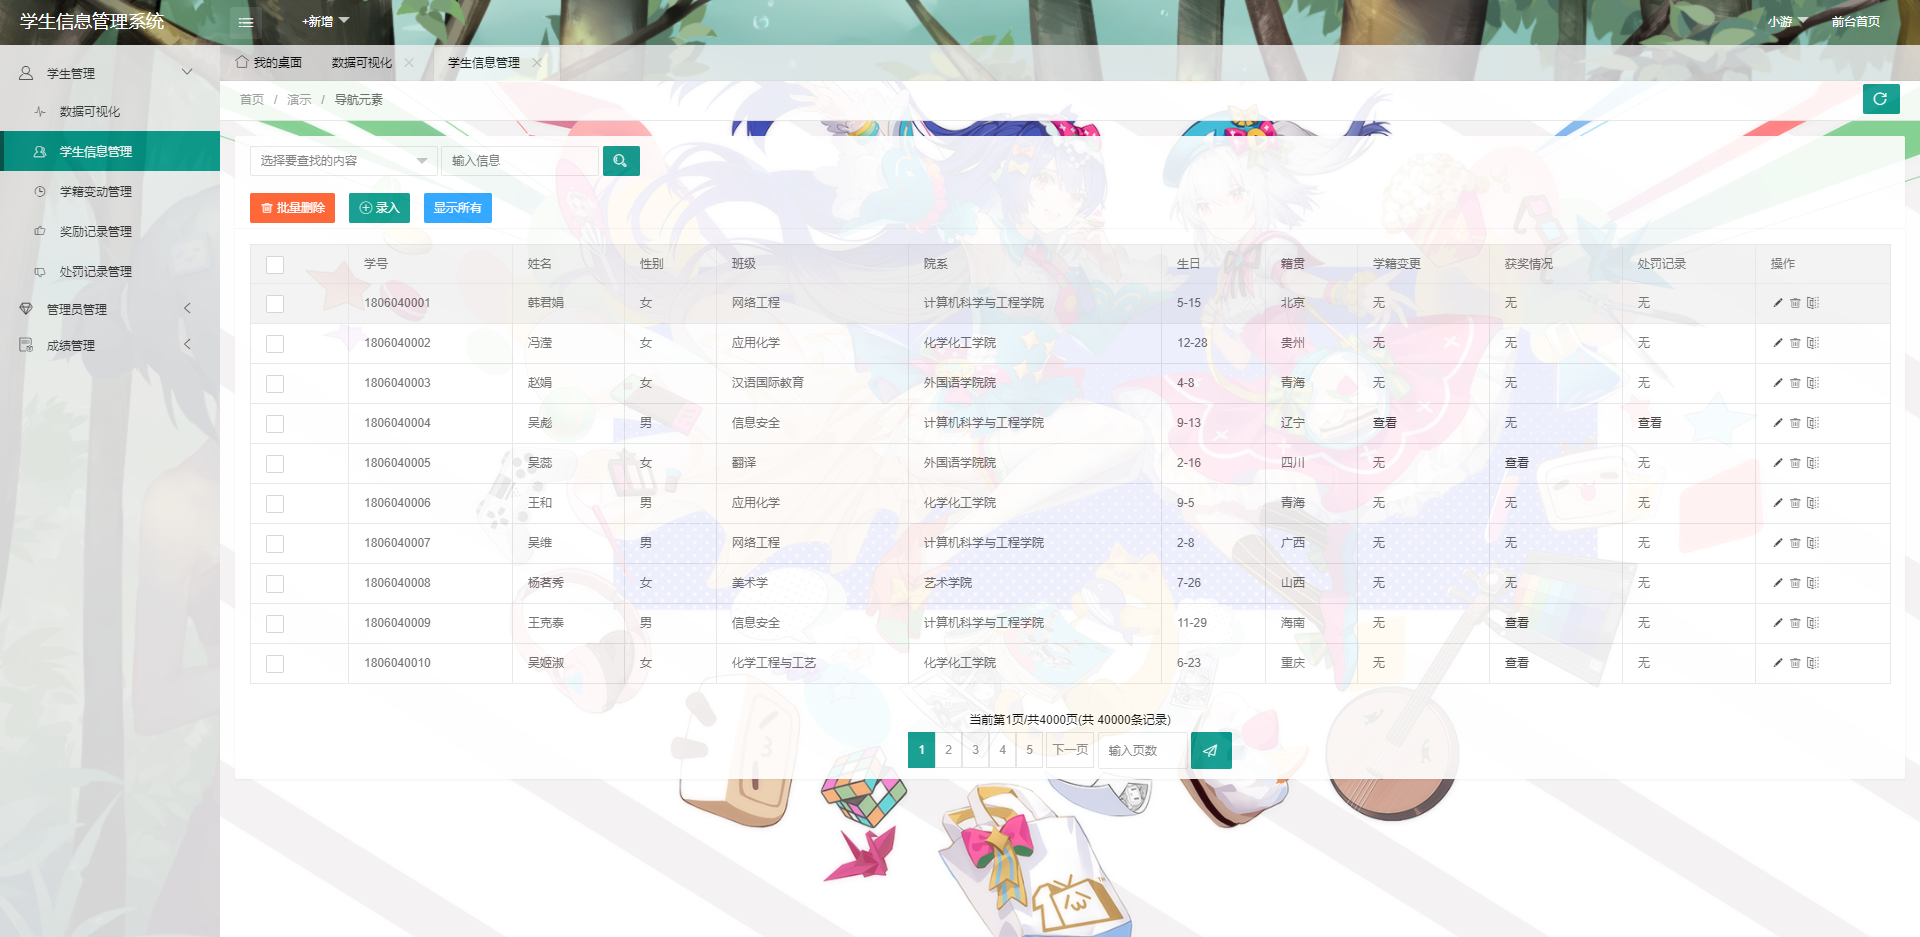 学生信息管理系统 +新增 小游 前台首页
我的桌面 数据可视化 学生信息管理
首页 / 演示 / 导航元素
学生管理
数据可视化
学生信息管理
学籍变动管理
奖励记录管理
处罚记录管理
管理员管理
成绩管理
选择要查找的内容 输入信息
批量删除 录入 显示所有
学号 姓名 性别 班级 院系 生日 籍贯 学籍变更 获奖情况 处罚记录 操作
1806040001 韩君娟 女 网络工程 计算机科学与工程学院 5-15 北京 无 无 无
1806040002 冯滢 女 应用化学 化学化工学院 12-28 贵州 无 无 无
1806040003 赵娟 女 汉语国际教育 外国语学院院 4-8 青海 无 无 无
1806040004 吴彪 男 信息安全 计算机科学与工程学院 9-13 辽宁 查看 无 查看
1806040005 吴蕊 女 翻译 外国语学院院 2-16 四川 无 查看 无
1806040006 王和 男 应用化学 化学化工学院 9-5 青海 无 无 无
1806040007 吴维 男 网络工程 计算机科学与工程学院 2-8 广西 无 无 无
1806040008 杨茗秀 女 美术学 艺术学院 7-26 山西 无 无 无
1806040009 王克泰 男 信息安全 计算机科学与工程学院 11-29 海南 无 查看 无
1806040010 吴姬淑 女 化学工程与工艺 化学化工学院 6-23 重庆 无 查看 无
当前第1页/共4000页(共 40000条记录)
1 2 3 4 5 下一页 输入页数